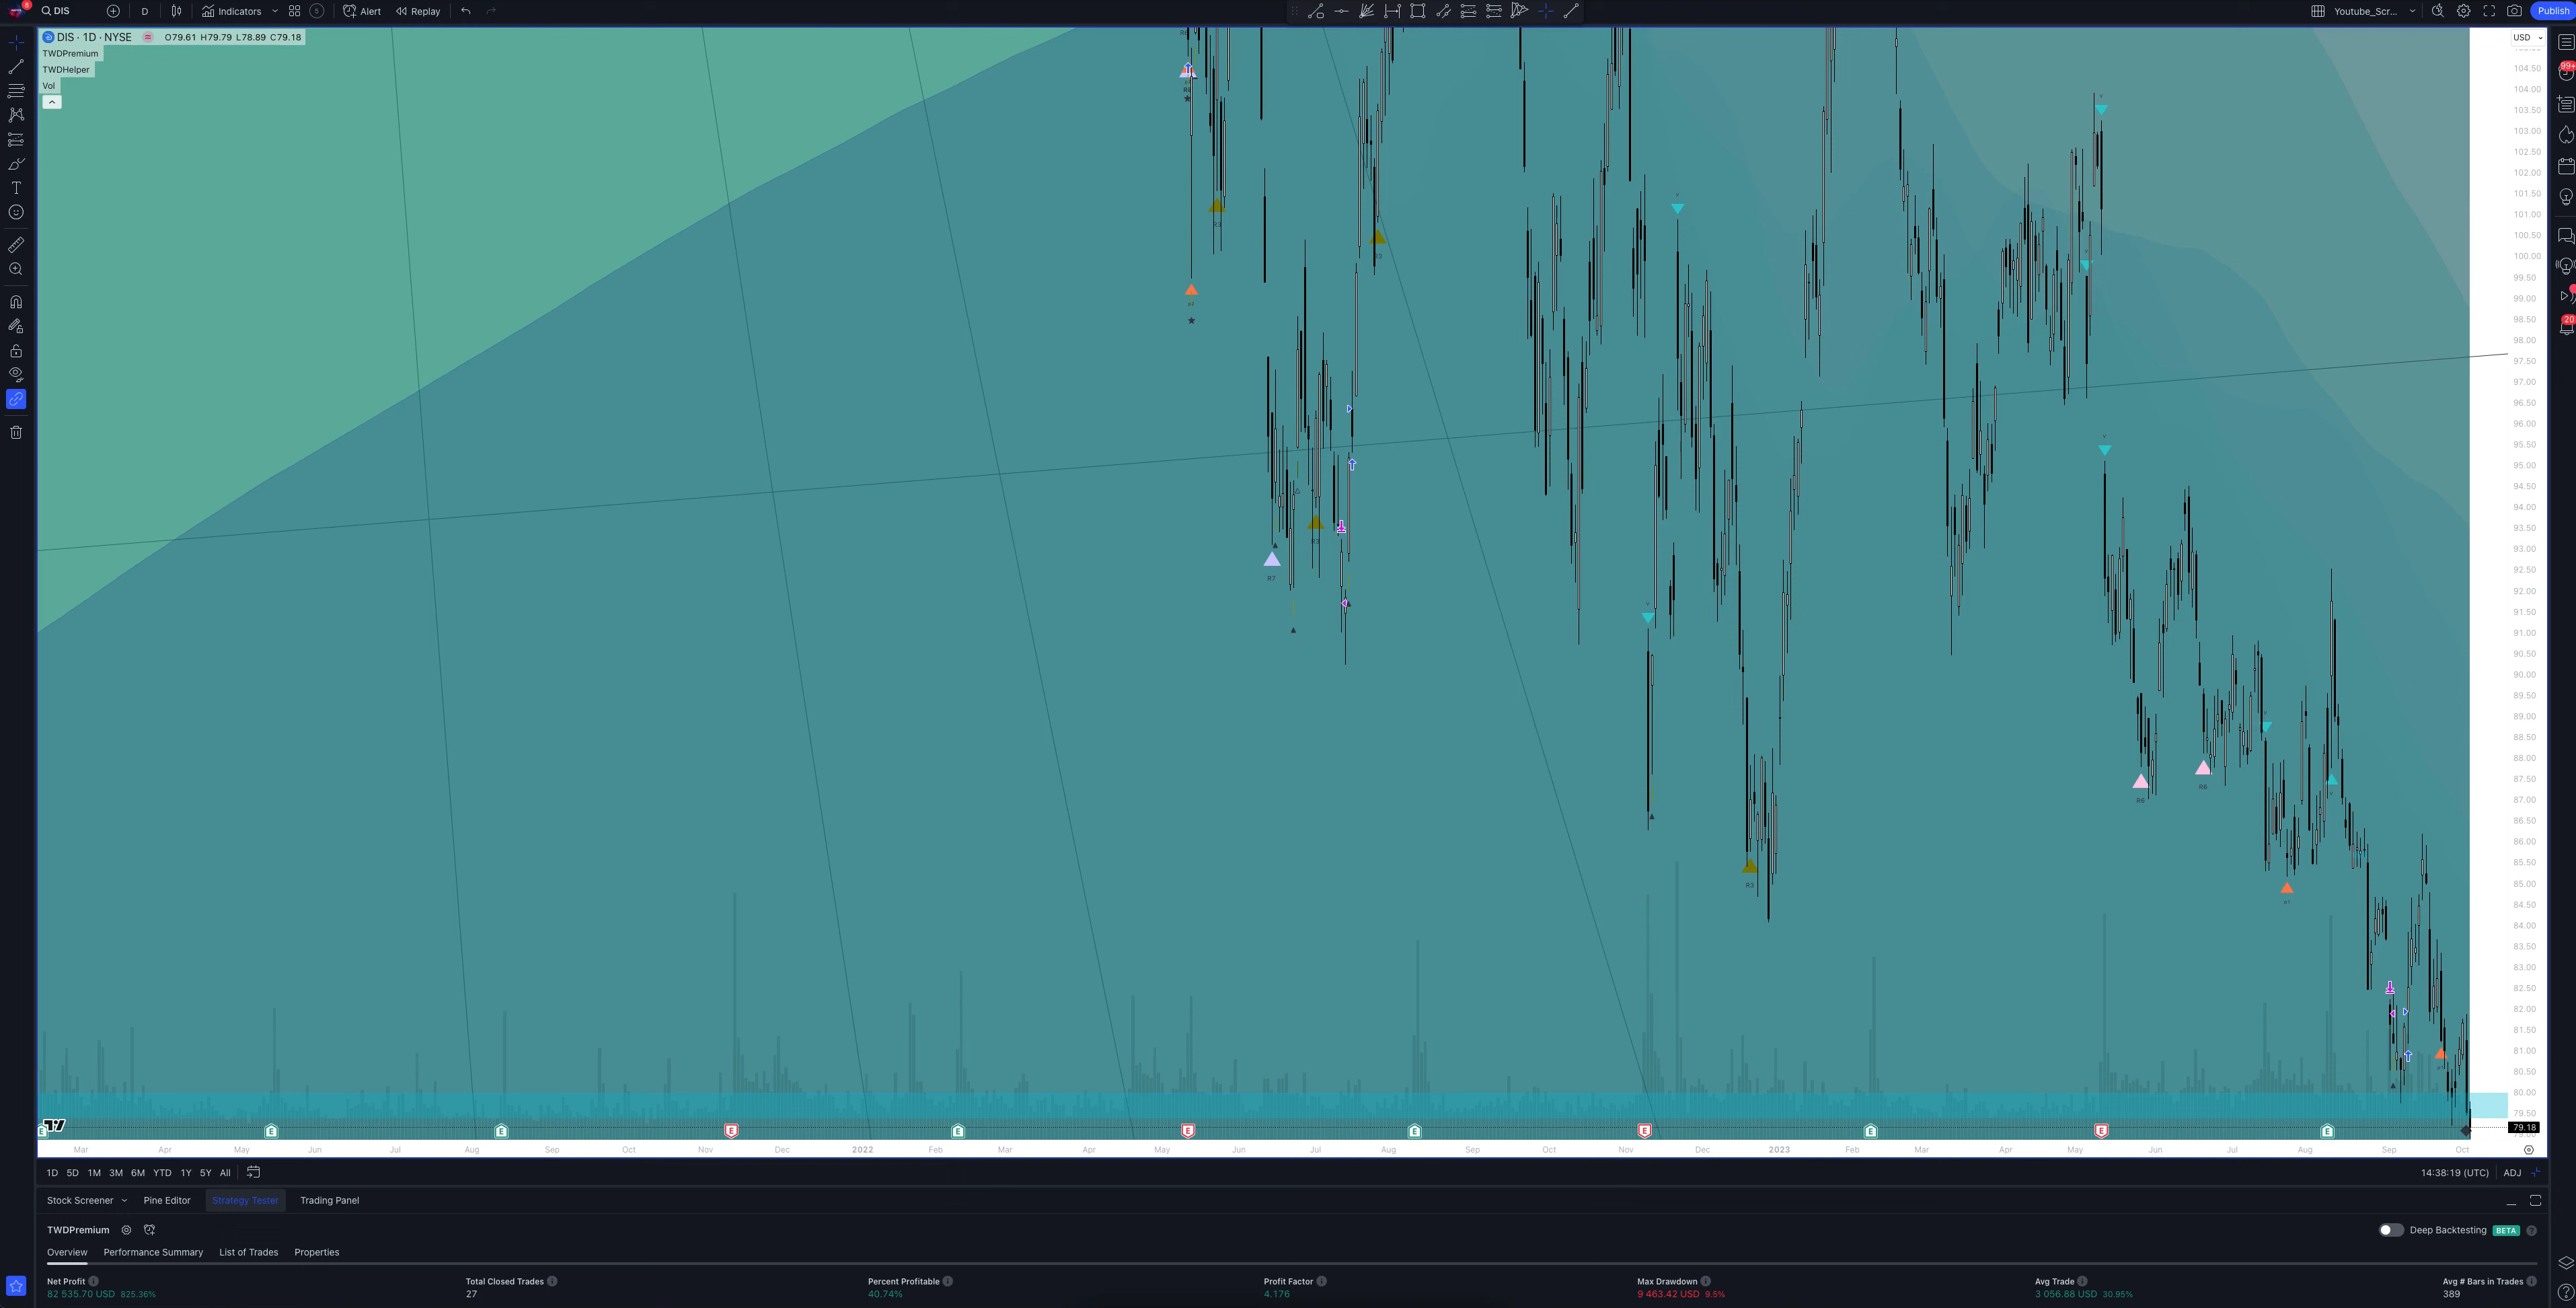 DIS D Indicators 5 Alert Replay Youtube_Scr... Publish
DIS · 1D · NYSE O79.61 H79.79 L78.89 C79.18
TWDPremium
TWDHelper
Vol
USD
104.50
104.00
103.50
103.00
102.50
102.00
101.50
101.00
100.50
100.00
99.50
99.00
98.50
98.00
97.50
97.00
96.50
96.00
95.50
95.00
94.50
94.00
93.50
93.00
92.50
92.00
91.50
91.00
90.50
90.00
89.50
89.00
88.50
88.00
87.50
87.00
86.50
86.00
85.50
85.00
84.50
84.00
83.50
83.00
82.50
82.00
81.50
81.00
80.50
80.00
79.50
79.18
99+
20
R3
R7
R3
R6
R6
E E E E E E E E E E
Mar Apr May Jun Jul Aug Sep Oct Nov Dec 2022 Feb Mar Apr May Jun Jul Aug Sep Oct Nov Dec 2023 Feb Mar Apr May Jun Jul Aug Sep Oct
1D 5D 1M 3M 6M YTD 1Y 5Y All 14:38:19 (UTC) ADJ
Stock Screener Pine Editor Strategy Tester Trading Panel
TWDPremium Deep Backtesting BETA
Overview Performance Summary List of Trades Properties
Net Profit Total Closed Trades Percent Profitable Profit Factor Max Drawdown Avg Trade Avg # Bars in Trades
82 535.70 USD 825.36% 27 40.74% 4.176 9 463.42 USD 9.5% 3 056.88 USD 30.95% 389